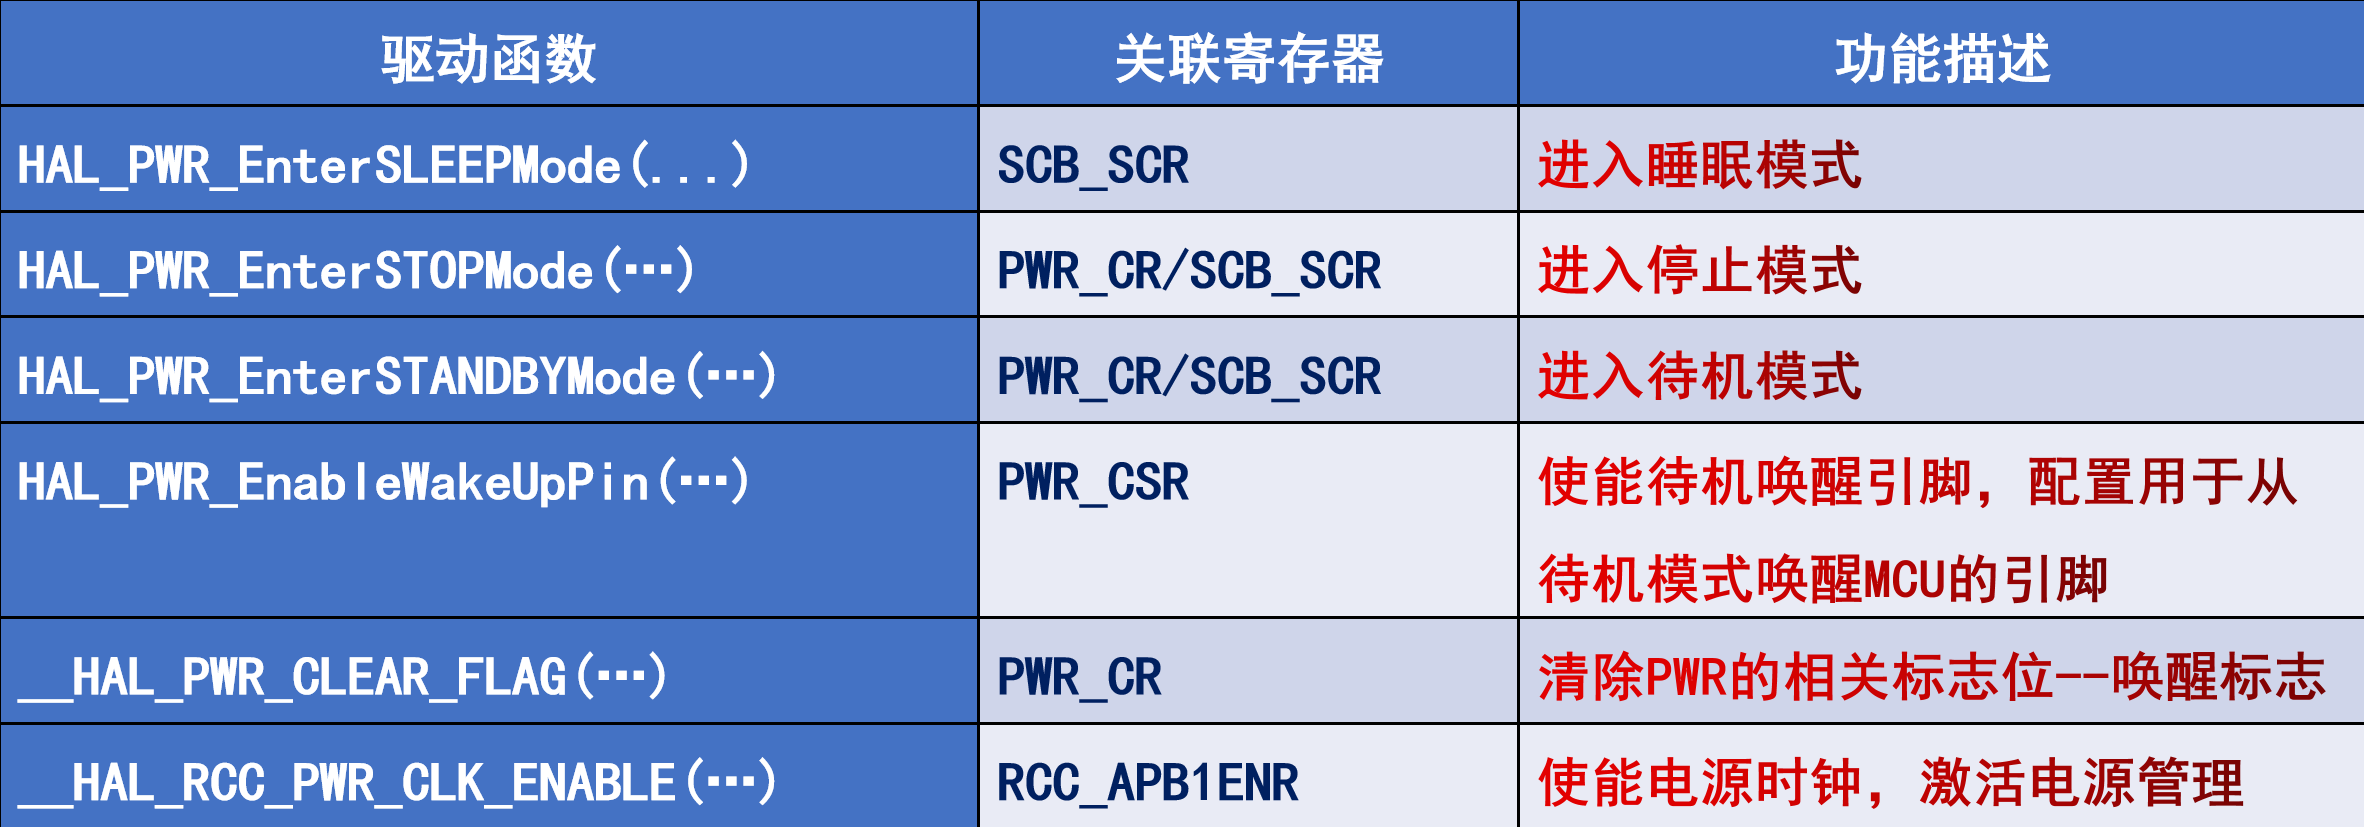 驱动函数 关联寄存器 功能描述
HAL_PWR_EnterSLEEPMode(...) SCB_SCR 进入睡眠模式
HAL_PWR_EnterSTOPMode(…) PWR_CR/SCB_SCR 进入停止模式
HAL_PWR_EnterSTANDBYMode(…) PWR_CR/SCB_SCR 进入待机模式
HAL_PWR_EnableWakeUpPin(…) PWR_CSR 使能待机唤醒引脚，配置用于从
待机模式唤醒MCU的引脚
__HAL_PWR_CLEAR_FLAG(…) PWR_CR 清除PWR的相关标志位--唤醒标志
__HAL_RCC_PWR_CLK_ENABLE(…) RCC_APB1ENR 使能电源时钟，激活电源管理